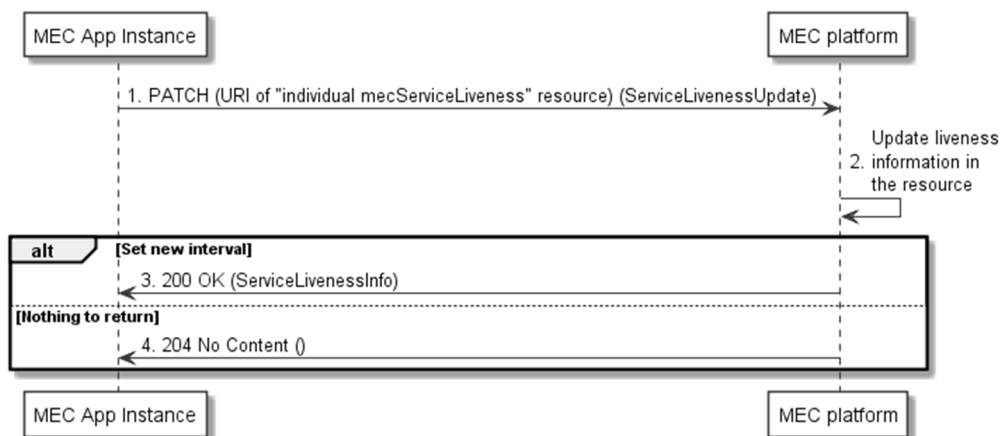 MEC App Instance
MEC platform
1. PATCH (URI of "individual mecServiceLiveness" resource) (ServiceLivenessUpdate)
Update liveness
2. information in
the resource
alt
[Set new interval]
3. 200 OK (ServiceLivenessInfo)
[Nothing to return]
4. 204 No Content ()
MEC App Instance
MEC platform